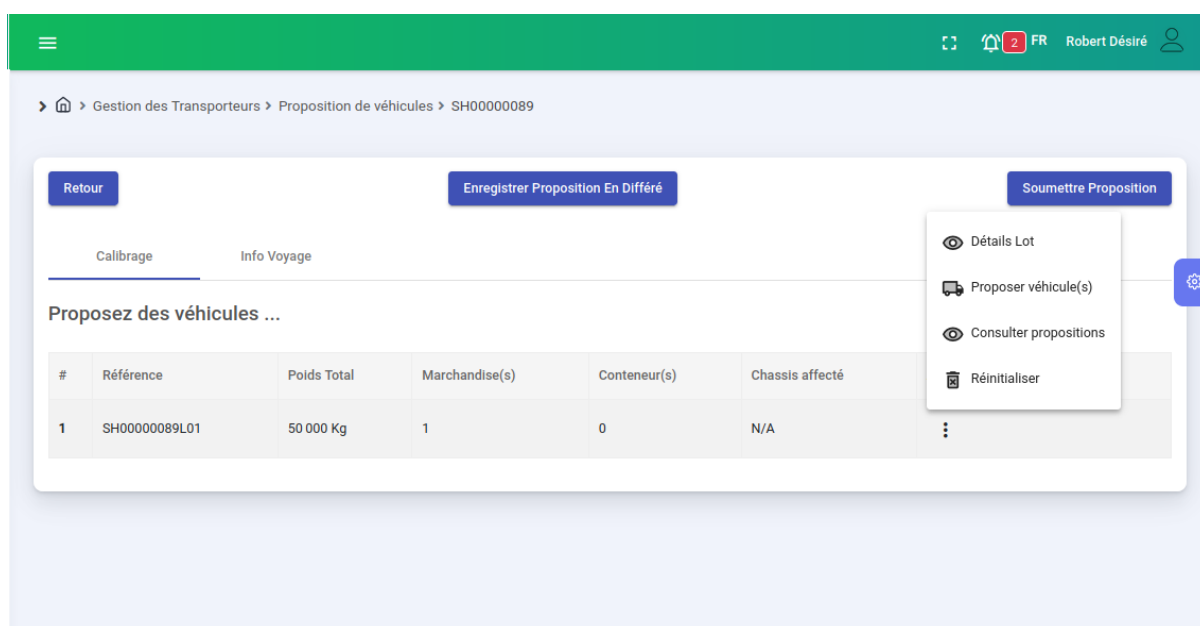 2 FR Robert Désiré
> > Gestion des Transporteurs > Proposition de véhicules > SH00000089
Retour Enregistrer Proposition En Différé Soumettre Proposition
Calibrage Info Voyage
Détails Lot
Proposer véhicule(s)
Consulter propositions
Réinitialiser
Proposez des véhicules ...
# Référence Poids Total Marchandise(s) Conteneur(s) Chassis affecté
1 SH00000089L01 50 000 Kg 1 0 N/A